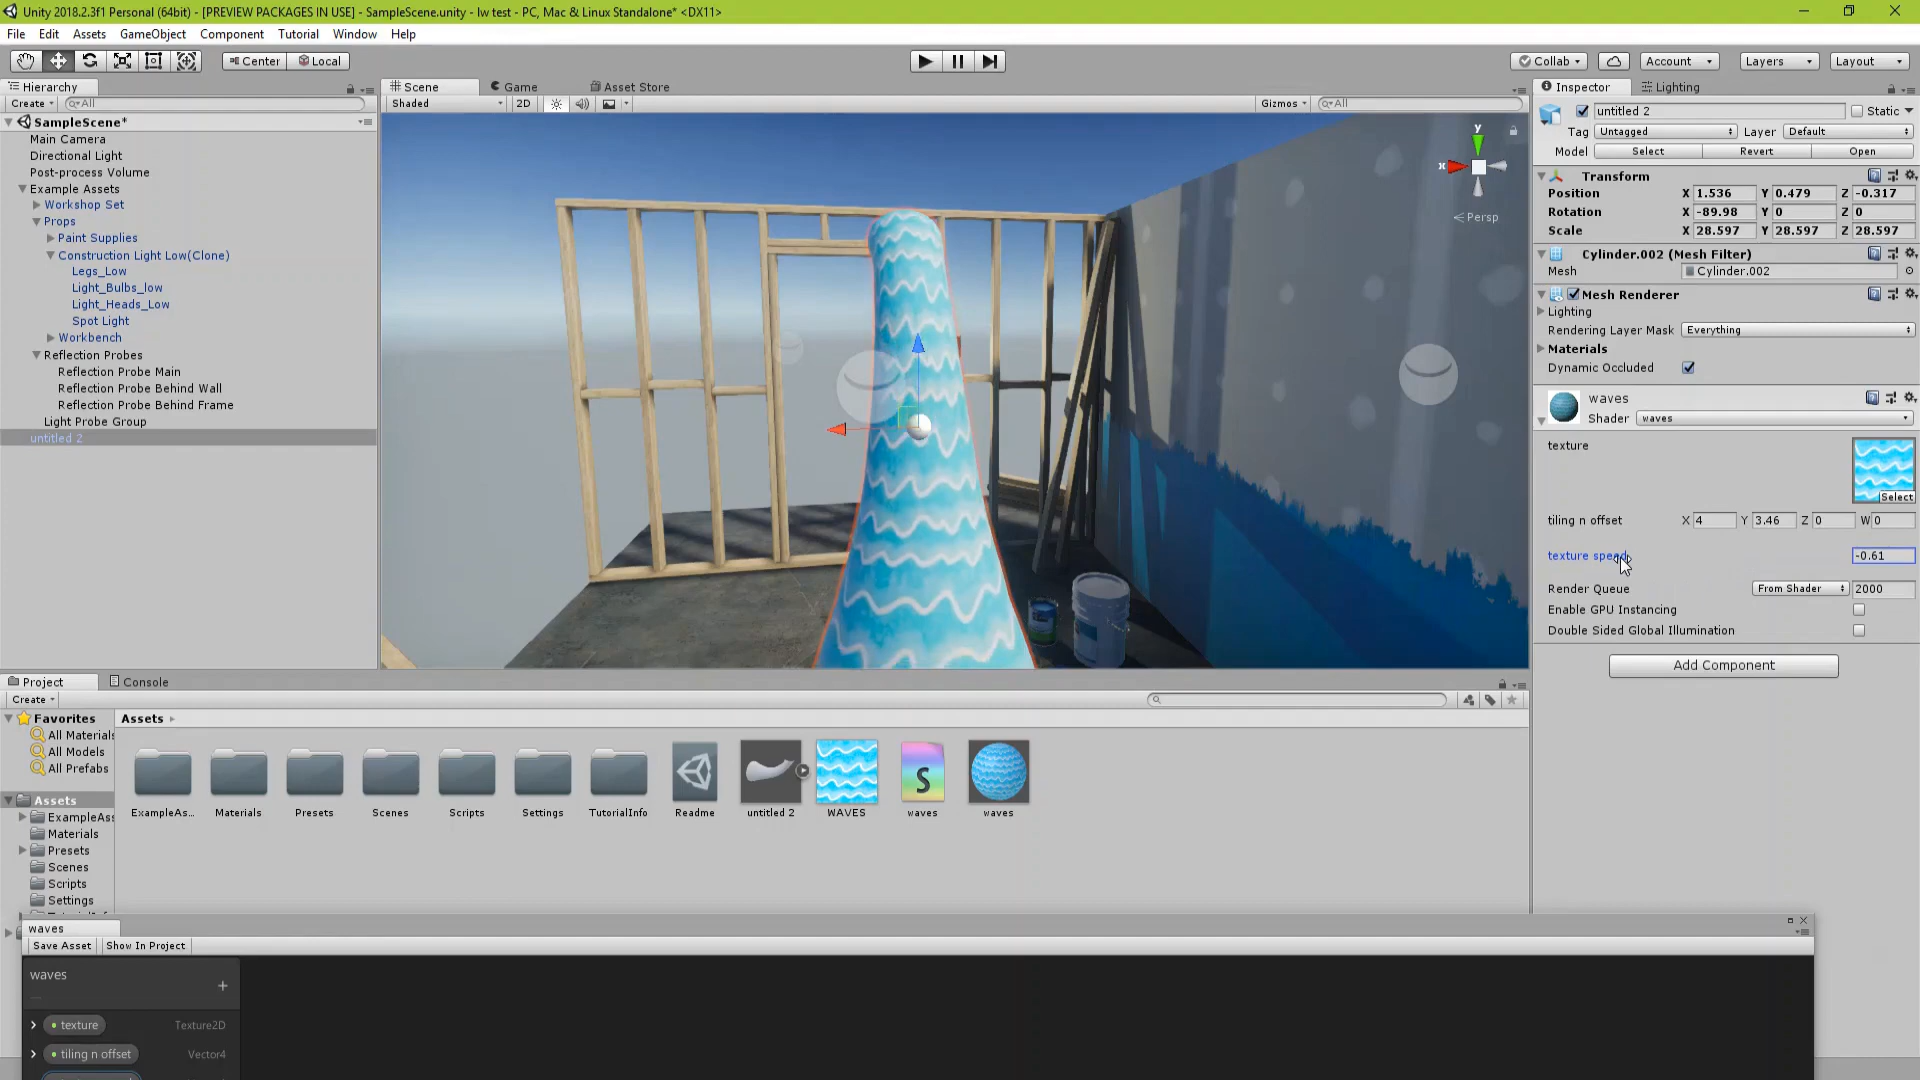 Unity 2018.2.3f1 Personal (64bit) - [PREVIEW PACKAGES IN USE] - SampleScene.unity - lw test - PC, Mac & Linux Standalone* <DX11>
File Edit Assets GameObject Component Tutorial Window Help
Center Local Collab Account Layers Layout
Hierarchy
Create All
SampleScene*
Main Camera
Directional Light
Post-process Volume
Example Assets
Workshop Set
Props
Paint Supplies
Construction Light Low(Clone)
Legs_Low
Light_Bulbs_low
Light_Heads_Low
Spot Light
Workbench
Reflection Probes
Reflection Probe Main
Reflection Probe Behind Wall
Reflection Probe Behind Frame
Light Probe Group
untitled 2
Scene Game Asset Store
Shaded 2D Gizmos All
y
x
Persp
Inspector Lighting
untitled 2 Static
Tag Untagged Layer Default
Model Select Revert Open
Transform
Position X 1.536 Y 0.479 Z -0.317
Rotation X -89.98 Y 0 Z 0
Scale X 28.597 Y 28.597 Z 28.597
Cylinder.002 (Mesh Filter)
Mesh Cylinder.002
Mesh Renderer
Lighting
Rendering Layer Mask Everything
Materials
Dynamic Occluded
waves
Shader waves
texture
Select
tiling n offset X 4 Y 3.46 Z 0 W 0
texture speed -0.61
Render Queue From Shader 2000
Enable GPU Instancing
Double Sided Global Illumination
Add Component
Project Console
Create
Favorites
All Materials
All Models
All Prefabs
Assets
ExampleAss
Materials
Presets
Scenes
Scripts
Settings
Assets
ExampleAs... Materials Presets Scenes Scripts Settings TutorialInfo Readme untitled 2 WAVES waves waves
waves
Save Asset Show In Project
waves
texture Texture2D
tiling n offset Vector4